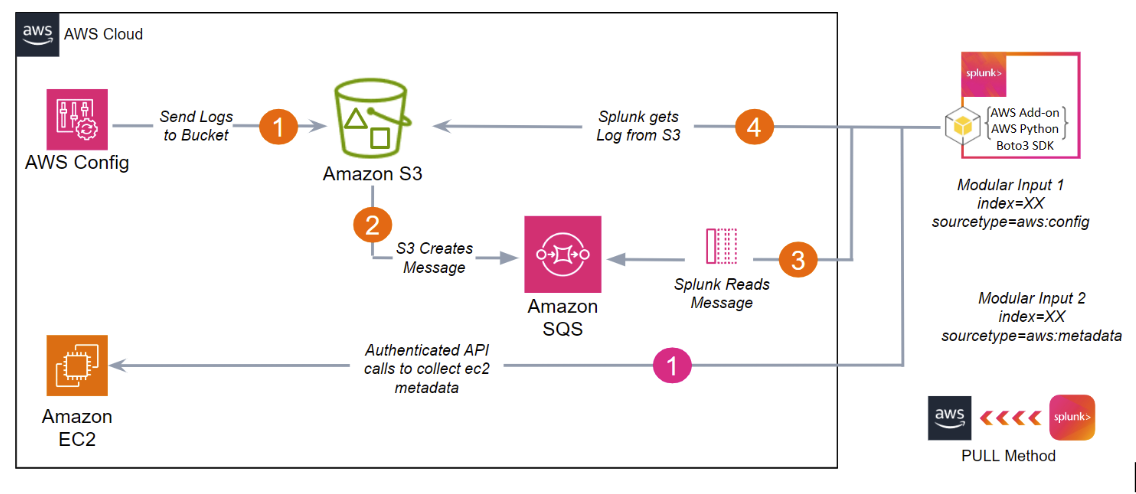 aws
AWS Cloud
AWS Config
Send Logs
to Bucket
1
Amazon S3
Splunk gets
Log from S3
4
splunk>
AWS Add-on
AWS Python
Boto3 SDK
Modular Input 1
index=XX
sourcetype=aws:config
2
S3 Creates
Message
Amazon
SQS
Splunk Reads
Message
3
Modular Input 2
index=XX
sourcetype=aws:metadata
Amazon
EC2
Authenticated API
calls to collect ec2
metadata
1
aws
splunk>
PULL Method